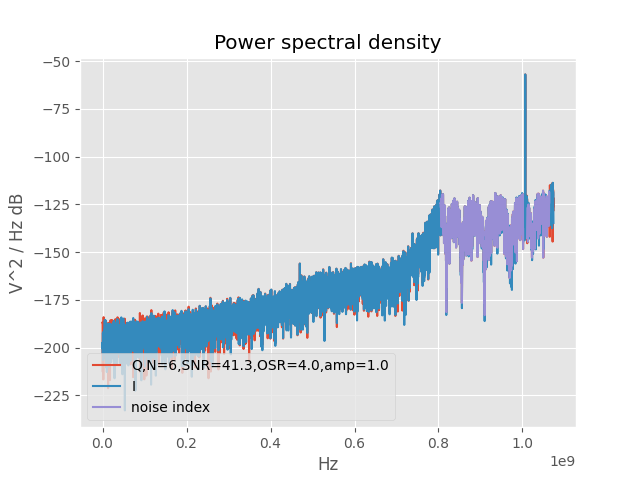 Power spectral density
V^2 / Hz dB
−50
−75
−100
−125
−150
−175
−200
−225
Q,N=6,SNR=41.3,OSR=4.0,amp=1.0
I
noise index
0.0 0.2 0.4 0.6 0.8 1.0
1e9
Hz